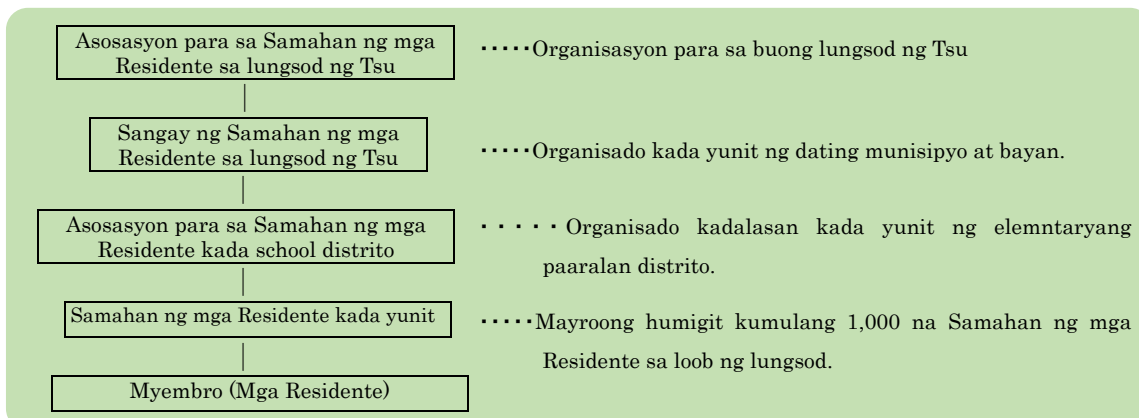 Asosasyon para sa Samahan ng mga
Residente sa lungsod ng Tsu
・・・・・Organisasyon para sa buong lungsod ng Tsu
Sangay ng Samahan ng mga
Residente sa lungsod ng Tsu
・・・・・Organisado kada yunit ng dating munisipyo at bayan.
Asosasyon para sa Samahan ng mga
Residente kada school distrito
・・・・・Organisado kadalasan kada yunit ng elemntaryang
paaralan distrito.
Samahan ng mga Residente kada yunit
・・・・・Mayroong humigit kumulang 1,000 na Samahan ng mga
Residente sa loob ng lungsod.
Myembro (Mga Residente)